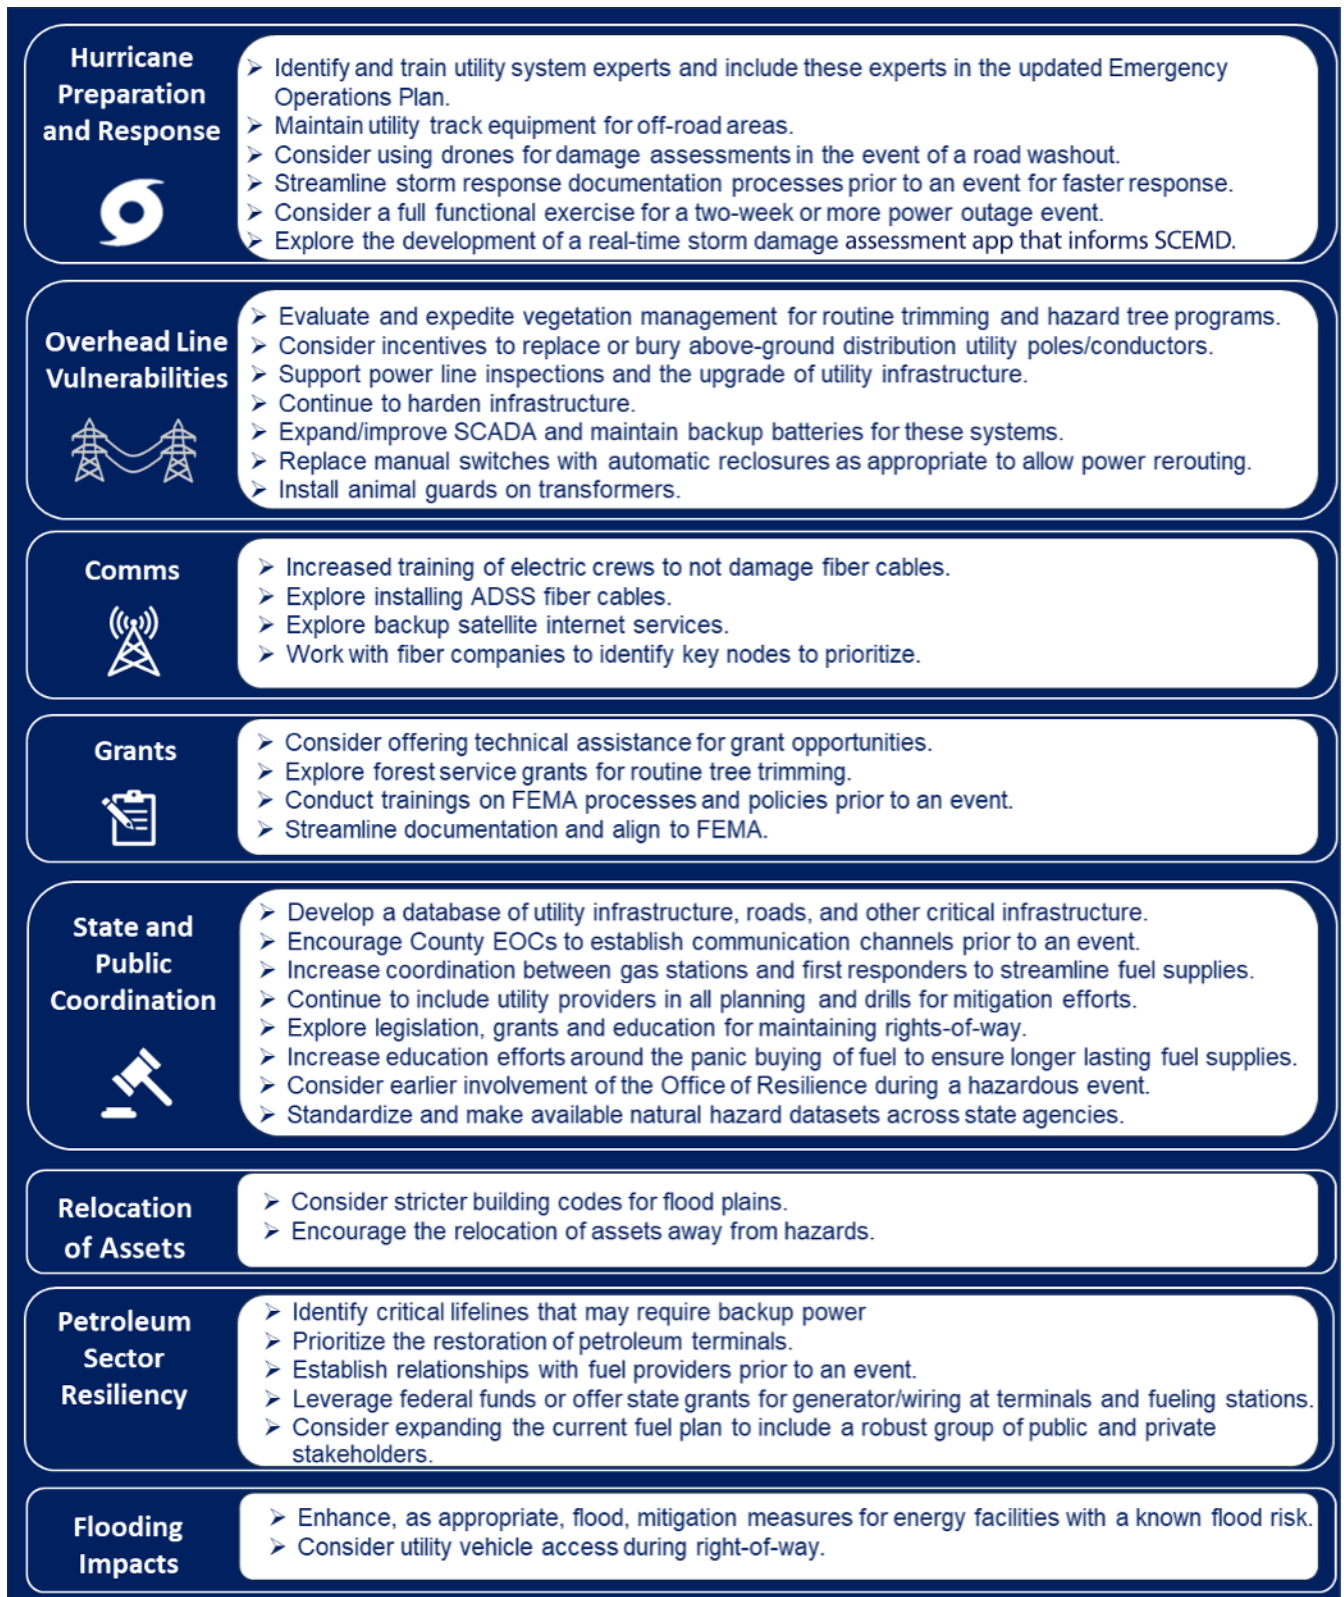 Hurricane
Preparation
and Response
➢ Identify and train utility system experts and include these experts in the updated Emergency
Operations Plan.
➢ Maintain utility track equipment for off-road areas.
➢ Consider using drones for damage assessments in the event of a road washout.
➢ Streamline storm response documentation processes prior to an event for faster response.
➢ Consider a full functional exercise for a two-week or more power outage event.
➢ Explore the development of a real-time storm damage assessment app that informs SCEMD.
Overhead Line
Vulnerabilities
➢ Evaluate and expedite vegetation management for routine trimming and hazard tree programs.
➢ Consider incentives to replace or bury above-ground distribution utility poles/conductors.
➢ Support power line inspections and the upgrade of utility infrastructure.
➢ Continue to harden infrastructure.
➢ Expand/improve SCADA and maintain backup batteries for these systems.
➢ Replace manual switches with automatic reclosures as appropriate to allow power rerouting.
➢ Install animal guards on transformers.
Comms
➢ Increased training of electric crews to not damage fiber cables.
➢ Explore installing ADSS fiber cables.
➢ Explore backup satellite internet services.
➢ Work with fiber companies to identify key nodes to prioritize.
Grants
➢ Consider offering technical assistance for grant opportunities.
➢ Explore forest service grants for routine tree trimming.
➢ Conduct trainings on FEMA processes and policies prior to an event.
➢ Streamline documentation and align to FEMA.
State and
Public
Coordination
➢ Develop a database of utility infrastructure, roads, and other critical infrastructure.
➢ Encourage County EOCs to establish communication channels prior to an event.
➢ Increase coordination between gas stations and first responders to streamline fuel supplies.
➢ Continue to include utility providers in all planning and drills for mitigation efforts.
➢ Explore legislation, grants and education for maintaining rights-of-way.
➢ Increase education efforts around the panic buying of fuel to ensure longer lasting fuel supplies.
➢ Consider earlier involvement of the Office of Resilience during a hazardous event.
➢ Standardize and make available natural hazard datasets across state agencies.
Relocation
of Assets
➢ Consider stricter building codes for flood plains.
➢ Encourage the relocation of assets away from hazards.
Petroleum
Sector
Resiliency
➢ Identify critical lifelines that may require backup power
➢ Prioritize the restoration of petroleum terminals.
➢ Establish relationships with fuel providers prior to an event.
➢ Leverage federal funds or offer state grants for generator/wiring at terminals and fueling stations.
➢ Consider expanding the current fuel plan to include a robust group of public and private
stakeholders.
Flooding
Impacts
➢ Enhance, as appropriate, flood, mitigation measures for energy facilities with a known flood risk.
➢ Consider utility vehicle access during right-of-way.